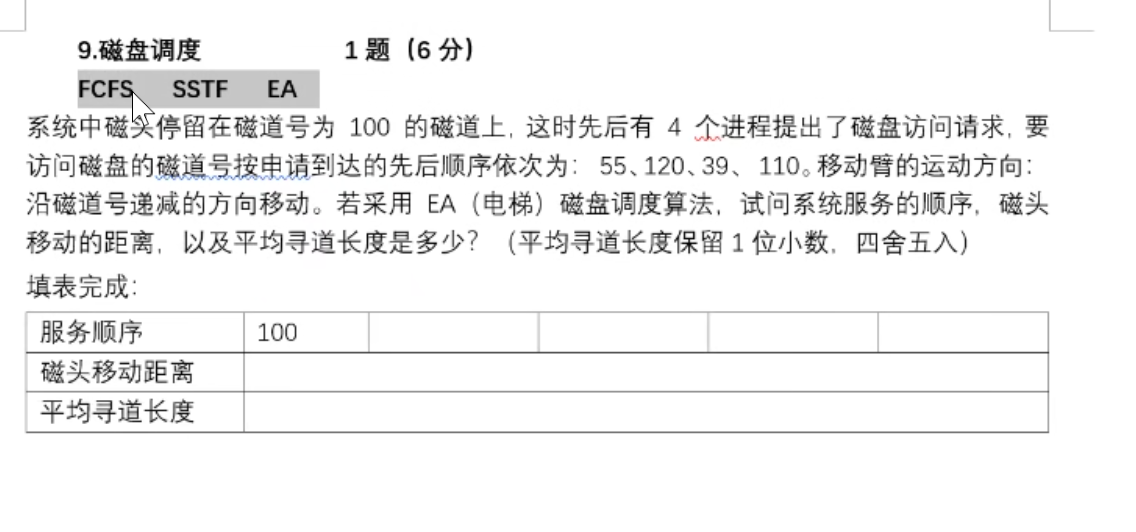 9.磁盘调度 1 题（6 分）
FCFS SSTF EA
系统中磁头停留在磁道号为 100 的磁道上，这时先后有 4 个进程提出了磁盘访问请求，要
访问磁盘的磁道号按申请到达的先后顺序依次为：55、120、39、110。移动臂的运动方向：
沿磁道号递减的方向移动。若采用 EA（电梯）磁盘调度算法，试问系统服务的顺序，磁头
移动的距离，以及平均寻道长度是多少？（平均寻道长度保留 1 位小数，四舍五入）
填表完成：
服务顺序 100
磁头移动距离
平均寻道长度